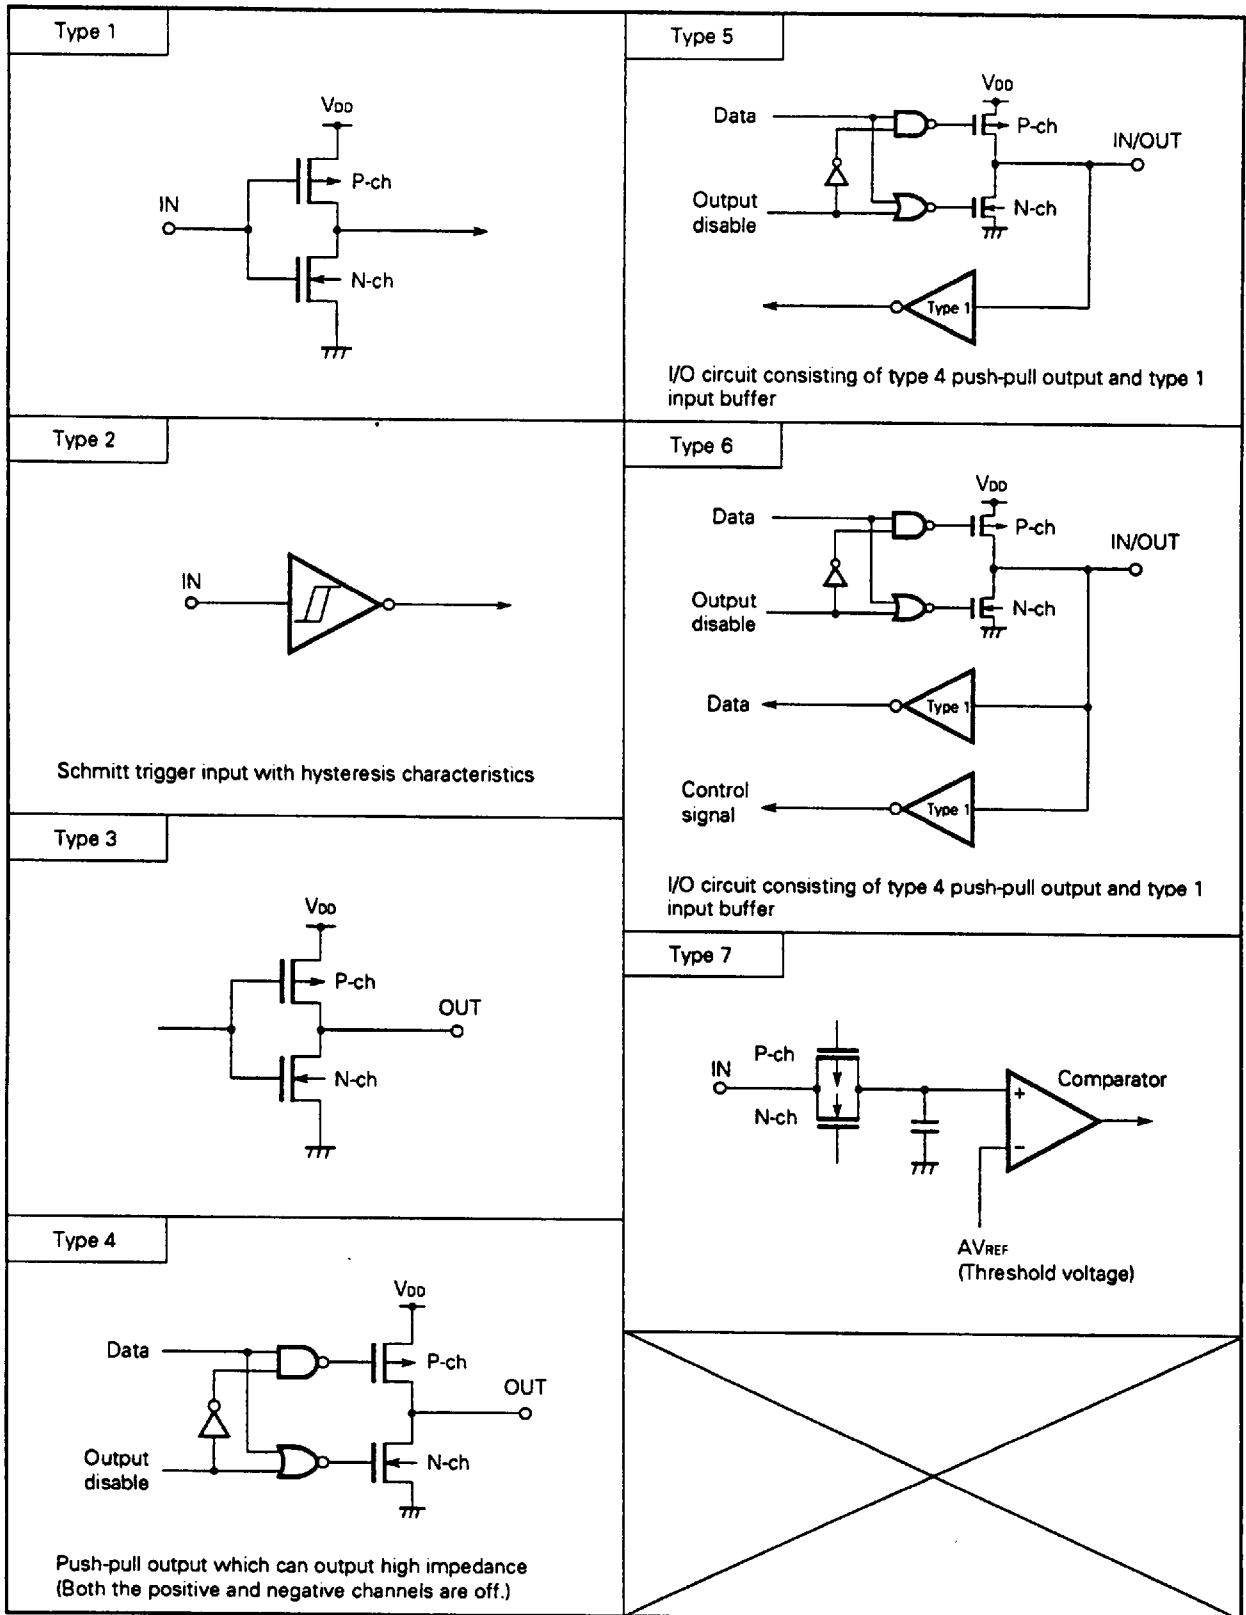 Type 1
VDD
P-ch
IN
N-ch
Type 2
IN
Schmitt trigger input with hysteresis characteristics
Type 3
VDD
P-ch
OUT
N-ch
Type 4
VDD
Data
P-ch
OUT
Output
disable
N-ch
Push-pull output which can output high impedance
(Both the positive and negative channels are off.)
Type 5
VDD
Data
P-ch
IN/OUT
Output
disable
N-ch
Type 1
I/O circuit consisting of type 4 push-pull output and type 1
input buffer
Type 6
VDD
Data
P-ch
IN/OUT
Output
disable
N-ch
Data
Type 1
Control
signal
Type 1
I/O circuit consisting of type 4 push-pull output and type 1
input buffer
Type 7
P-ch
IN
N-ch
Comparator
+
−
AVREF
(Threshold voltage)